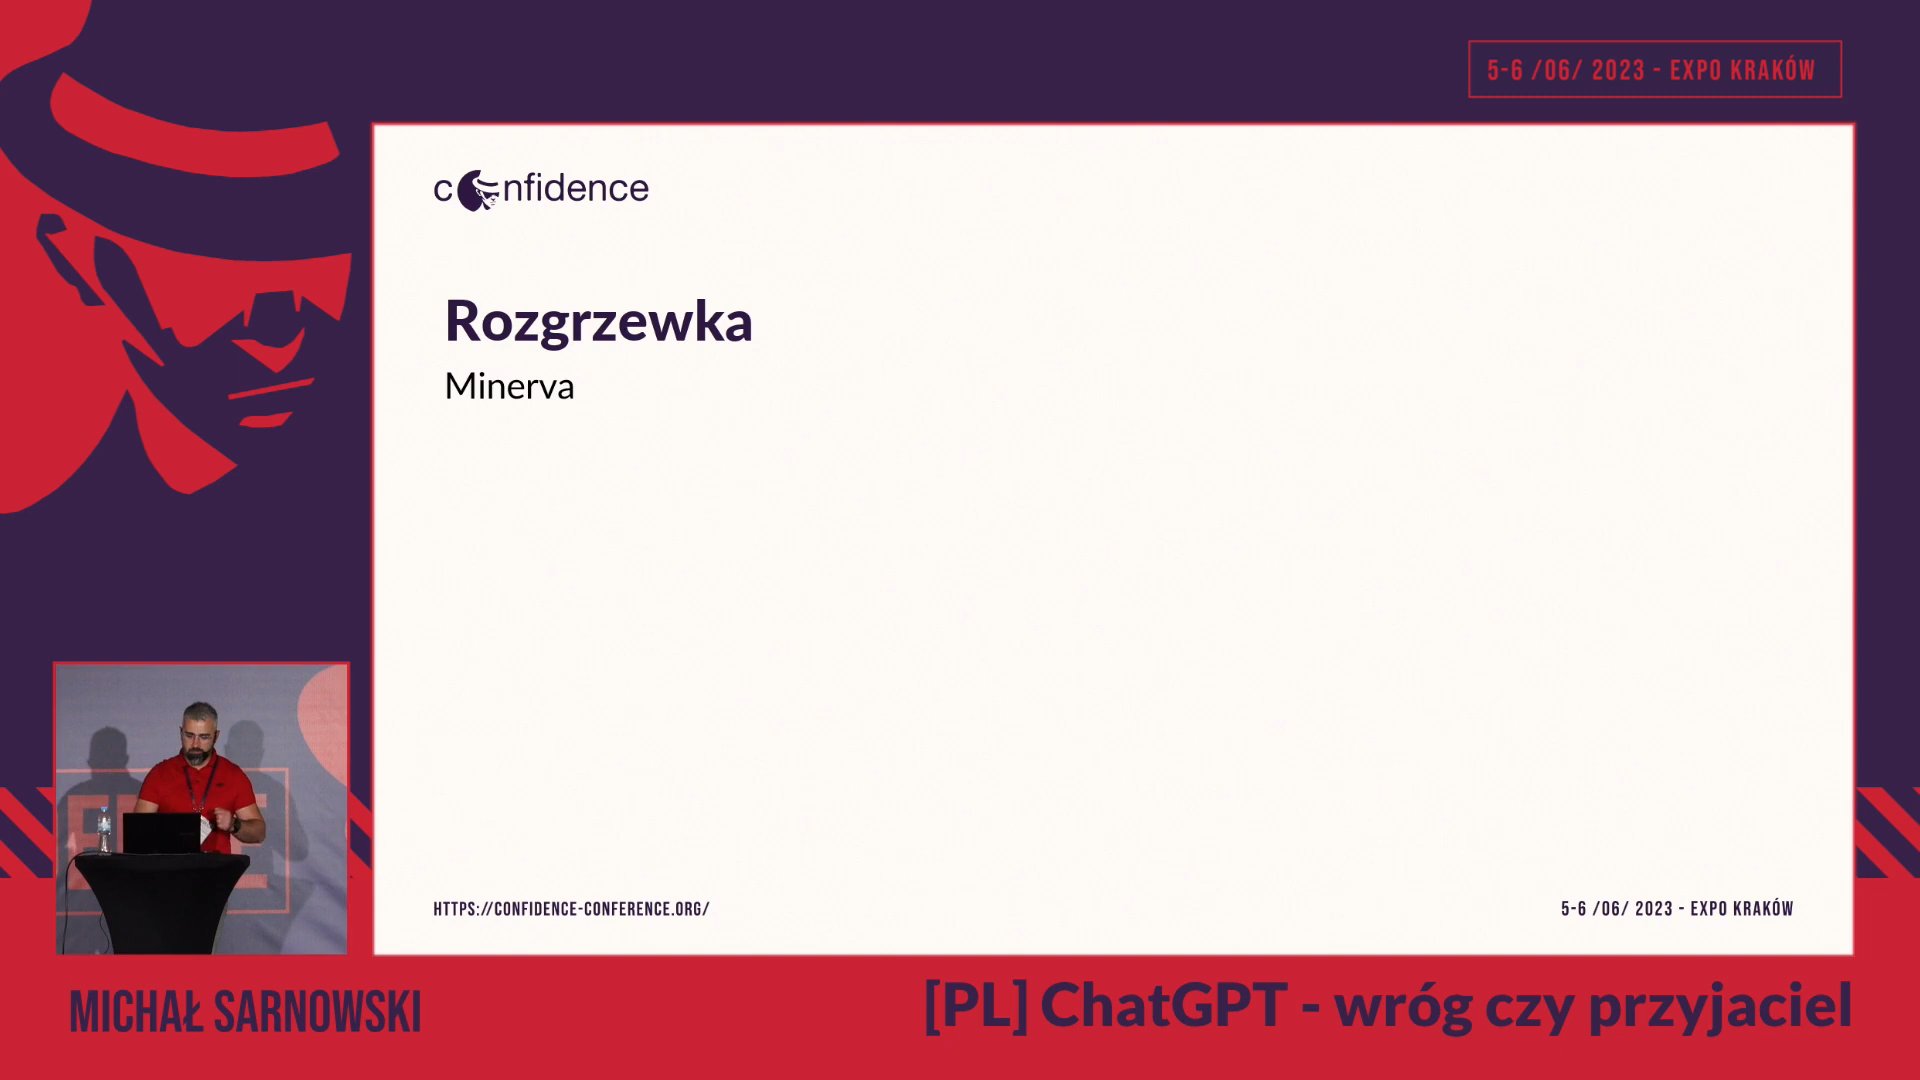 5-6 /06/ 2023 - EXPO KRAKÓW
confidence
Rozgrzewka
Minerva
HTTPS://CONFIDENCE-CONFERENCE.ORG/
5-6 /06/ 2023 - EXPO KRAKÓW
MICHAŁ SARNOWSKI
[PL] ChatGPT - wróg czy przyjaciel